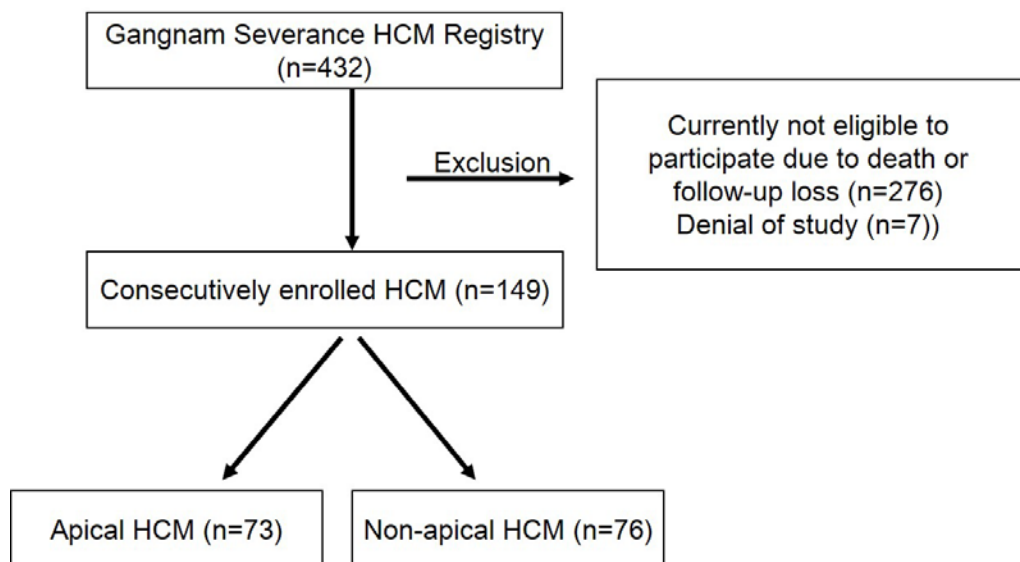 Gangnam Severance HCM Registry
(n=432)
Exclusion
Currently not eligible to
participate due to death or
follow-up loss (n=276)
Denial of study (n=7))
Consecutively enrolled HCM (n=149)
Apical HCM (n=73)
Non-apical HCM (n=76)